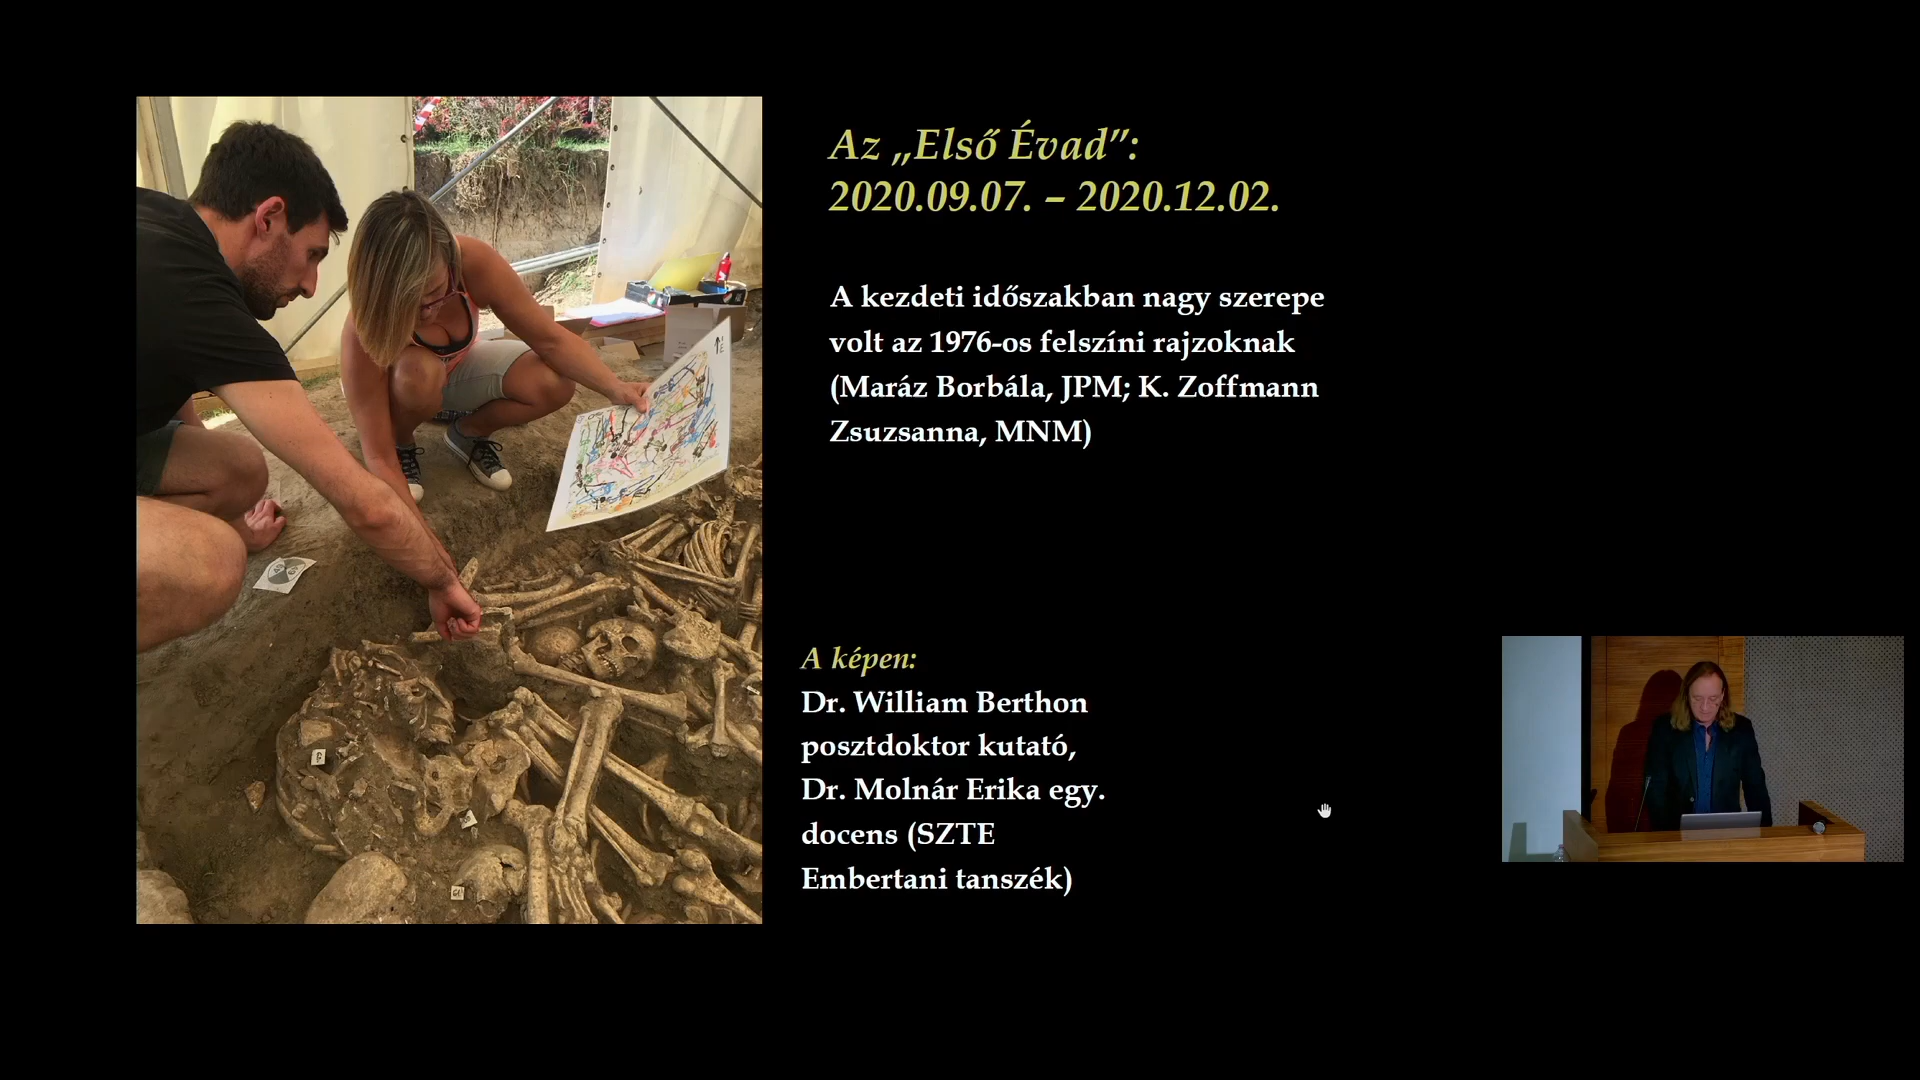 Az „Első Évad”:
2020.09.07. – 2020.12.02.
A kezdeti időszakban nagy szerepe
volt az 1976-os felszíni rajzoknak
(Maráz Borbála, JPM; K. Zoffmann
Zsuzsanna, MNM)
A képen:
Dr. William Berthon
posztdoktor kutató,
Dr. Molnár Erika egy.
docens (SZTE
Embertani tanszék)